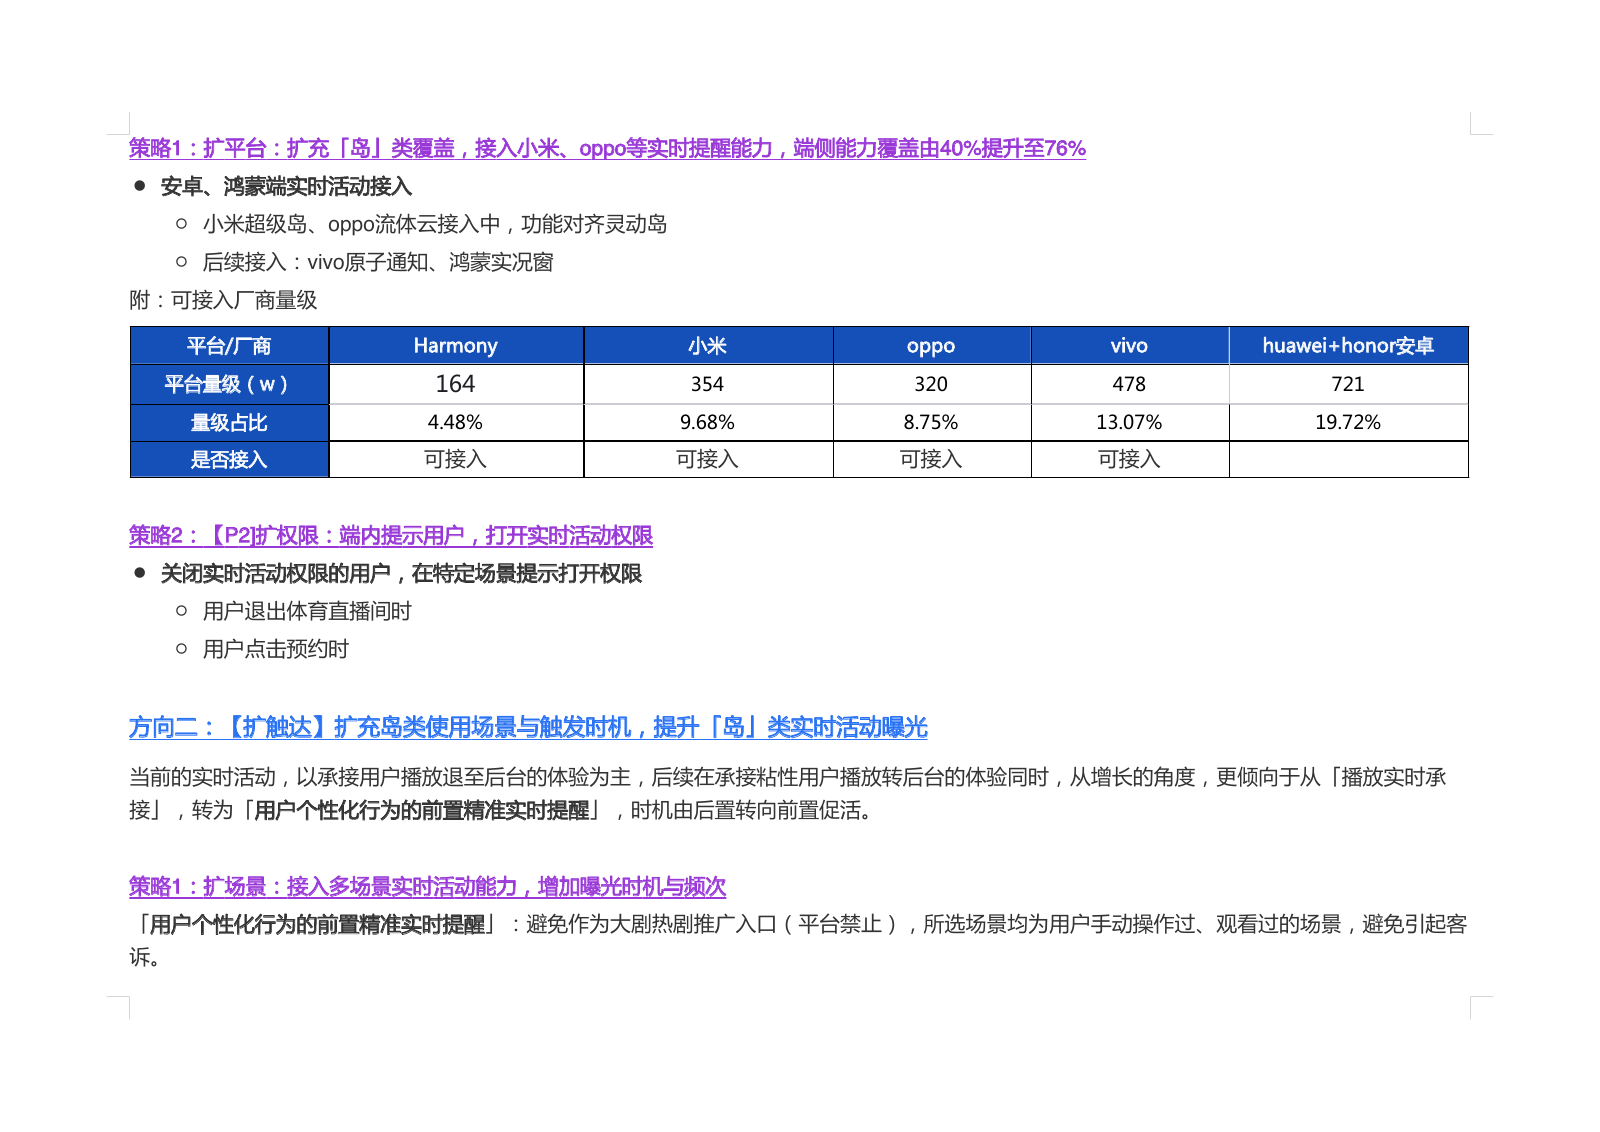 策略1：扩平台：扩充「岛」类覆盖，接入小米、oppo等实时提醒能力，端侧能力覆盖由40%提升至76%
● 安卓、鸿蒙端实时活动接入
○ 小米超级岛、oppo流体云接入中，功能对齐灵动岛
○ 后续接入：vivo原子通知、鸿蒙实况窗
附：可接入厂商量级
平台/厂商 Harmony 小米 oppo vivo huawei+honor安卓
平台量级（w） 164 354 320 478 721
量级占比 4.48% 9.68% 8.75% 13.07% 19.72%
是否接入 可接入 可接入 可接入 可接入
策略2：【P2]扩权限：端内提示用户，打开实时活动权限
● 关闭实时活动权限的用户，在特定场景提示打开权限
○ 用户退出体育直播间时
○ 用户点击预约时
方向二：【扩触达】扩充岛类使用场景与触发时机，提升「岛」类实时活动曝光
当前的实时活动，以承接用户播放退至后台的体验为主，后续在承接粘性用户播放转后台的体验同时，从增长的角度，更倾向于从「播放实时承
接」，转为「用户个性化行为的前置精准实时提醒」，时机由后置转向前置促活。
策略1：扩场景：接入多场景实时活动能力，增加曝光时机与频次
「用户个性化行为的前置精准实时提醒」：避免作为大剧热剧推广入口（平台禁止），所选场景均为用户手动操作过、观看过的场景，避免引起客
诉。